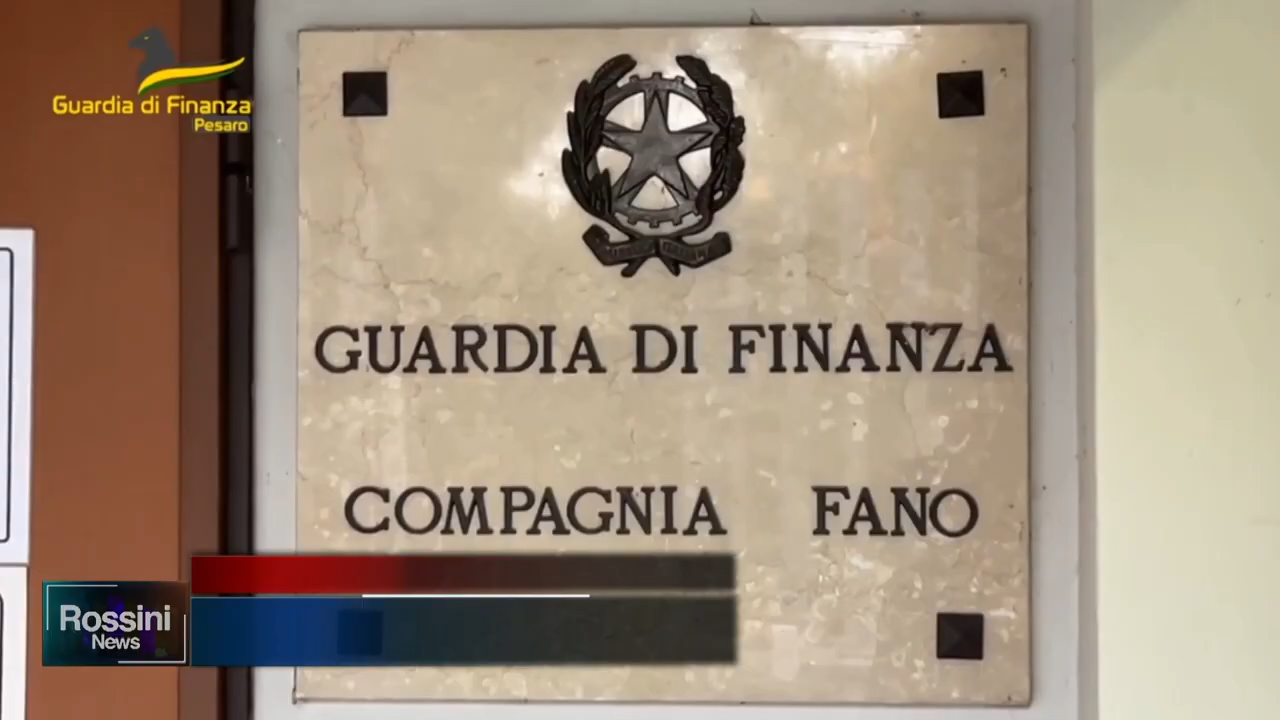 Guardia di Finanza
Pesaro
GUARDIA DI FINANZA
COMPAGNIA FANO
Rossini
News